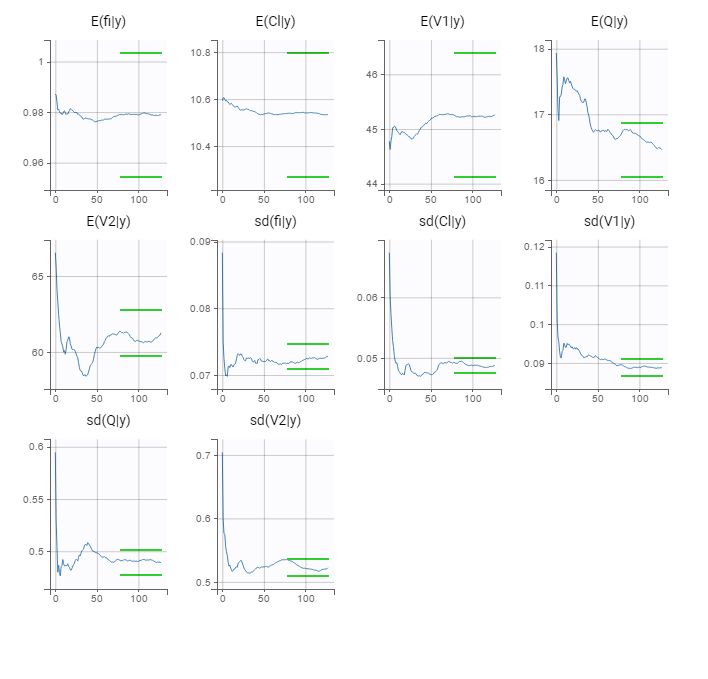 E(fi|y) E(Cl|y) E(V1|y) E(Q|y)
1 0.98 0.96 10.8 10.6 10.4 46 45 44 18 17 16
0 50 100 0 50 100 0 50 100 0 50 100
E(V2|y) sd(fi|y) sd(Cl|y) sd(V1|y)
65 60 0.09 0.08 0.07 0.06 0.05 0.12 0.11 0.1 0.09
0 50 100 0 50 100 0 50 100 0 50 100
sd(Q|y) sd(V2|y)
0.6 0.55 0.5 0.7 0.6 0.5
0 50 100 0 50 100